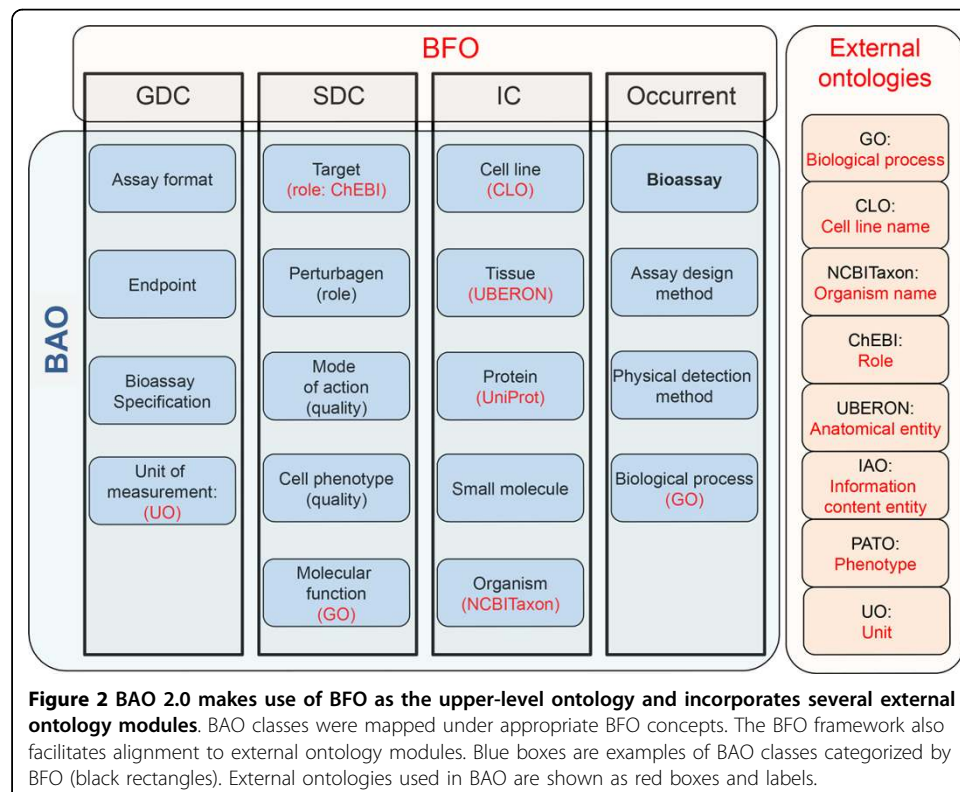 BFO
GDC
SDC
IC
Occurrent
BAO
Assay format
Endpoint
Bioassay
Specification
Unit of
measurement:
(UO)
Target
(role: ChEBI)
Perturbagen
(role)
Mode
of action
(quality)
Cell phenotype
(quality)
Molecular
function
(GO)
Cell line
(CLO)
Tissue
(UBERON)
Protein
(UniProt)
Small molecule
Organism
(NCBITaxon)
Bioassay
Assay design
method
Physical detection
method
Biological process
(GO)
External
ontologies
GO:
Biological process
CLO:
Cell line name
NCBITaxon:
Organism name
ChEBI:
Role
UBERON:
Anatomical entity
IAO:
Information
content entity
PATO:
Phenotype
UO:
Unit
Figure 2 BAO 2.0 makes use of BFO as the upper-level ontology and incorporates several external
ontology modules. BAO classes were mapped under appropriate BFO concepts. The BFO framework also
facilitates alignment to external ontology modules. Blue boxes are examples of BAO classes categorized by
BFO (black rectangles). External ontologies used in BAO are shown as red boxes and labels.